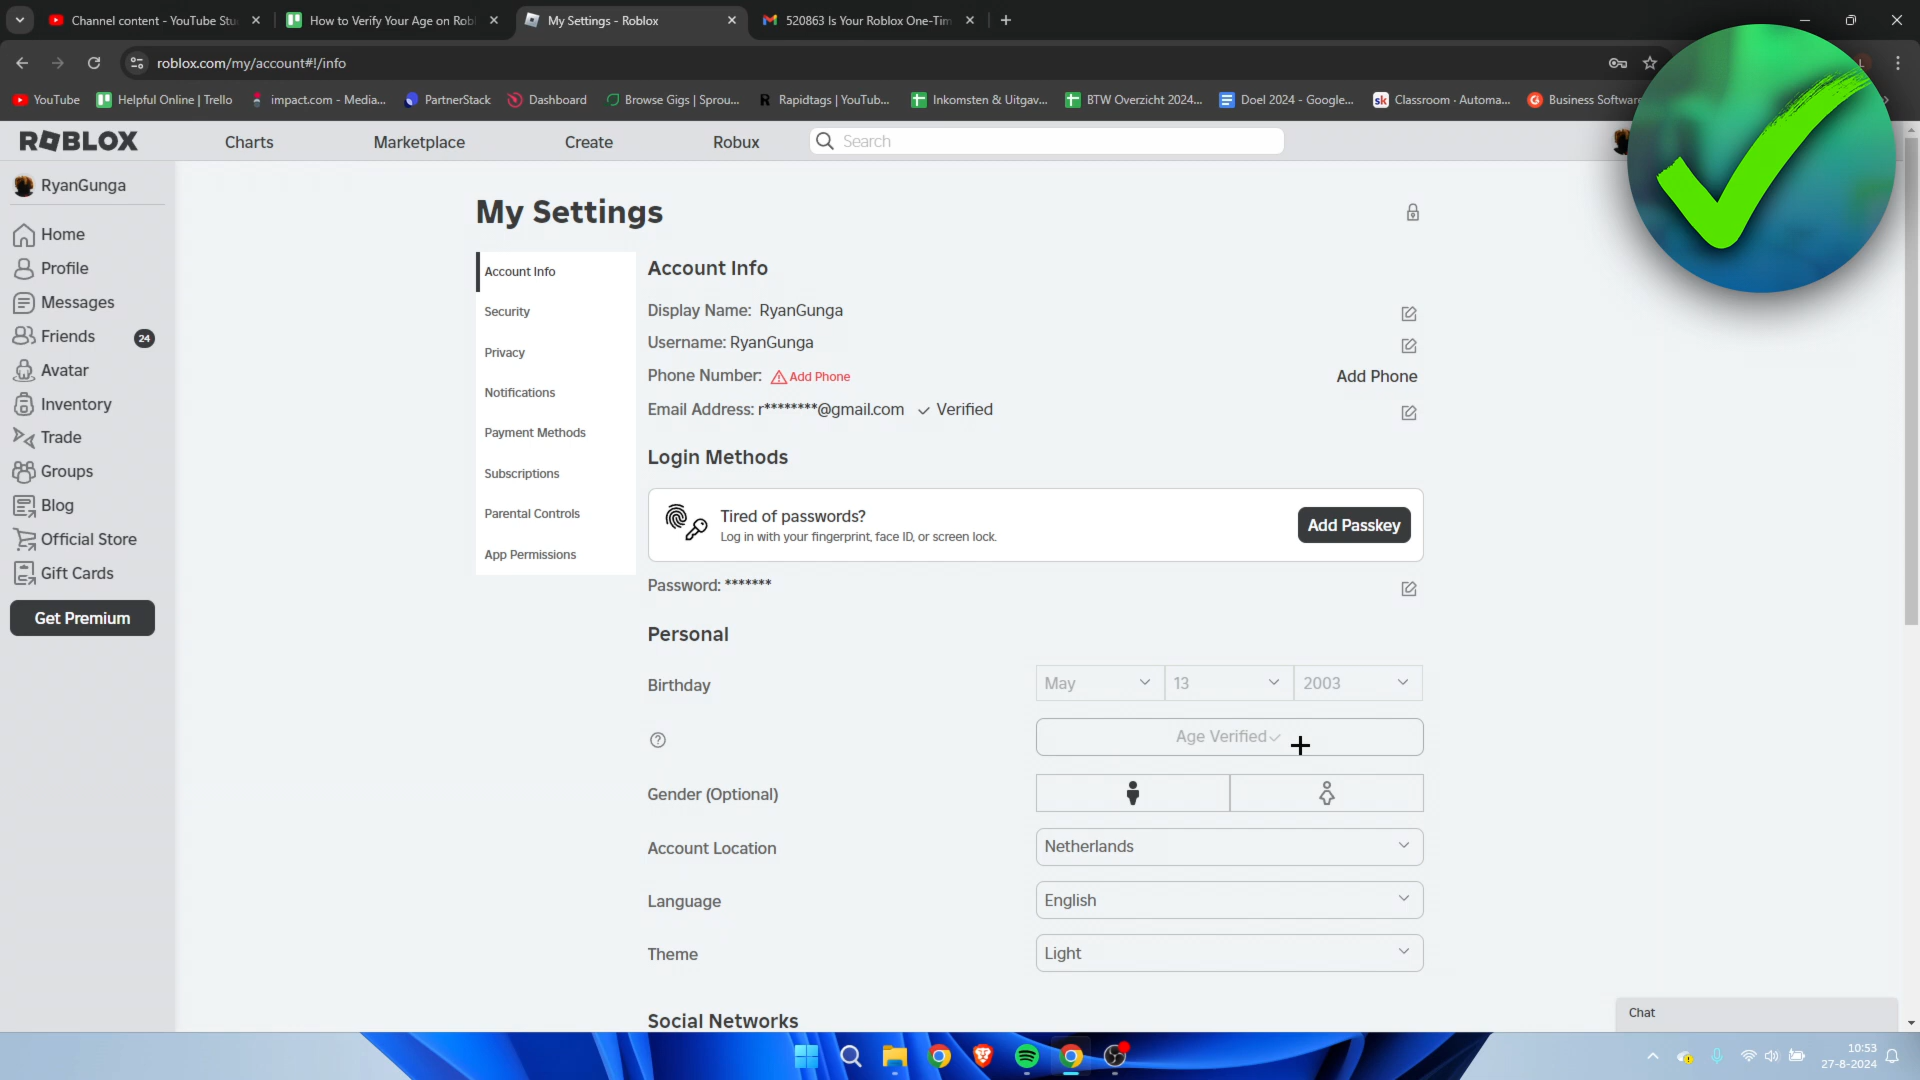 Channel content - YouTube Stu
How to Verify Your Age on Robl
My Settings - Roblox
520863 Is Your Roblox One-Tim
roblox.com/my/account#!/info
YouTube
Helpful Online | Trello
impact.com - Media...
PartnerStack
Dashboard
Browse Gigs | Sprou...
Rapidtags | YouTub...
Inkomsten & Uitgav...
BTW Overzicht 2024...
Doel 2024 - Google...
sk Classroom - Automa...
Business Software
ROBLOX
Charts
Marketplace
Create
Robux
Search
RyanGunga
Home
Profile
Messages
Friends 24
Avatar
Inventory
Trade
Groups
Blog
Official Store
Gift Cards
Get Premium
My Settings
Account Info
Security
Privacy
Notifications
Payment Methods
Subscriptions
Parental Controls
App Permissions
Account Info
Display Name: RyanGunga
Username: RyanGunga
Phone Number: Add Phone Add Phone
Email Address: r********@gmail.com Verified
Login Methods
Tired of passwords?
Log in with your fingerprint, face ID, or screen lock.
Add Passkey
Password: *******
Personal
Birthday May 13 2003
Age Verified
Gender (Optional)
Account Location Netherlands
Language English
Theme Light
Social Networks
Chat
10:53
27-8-2024